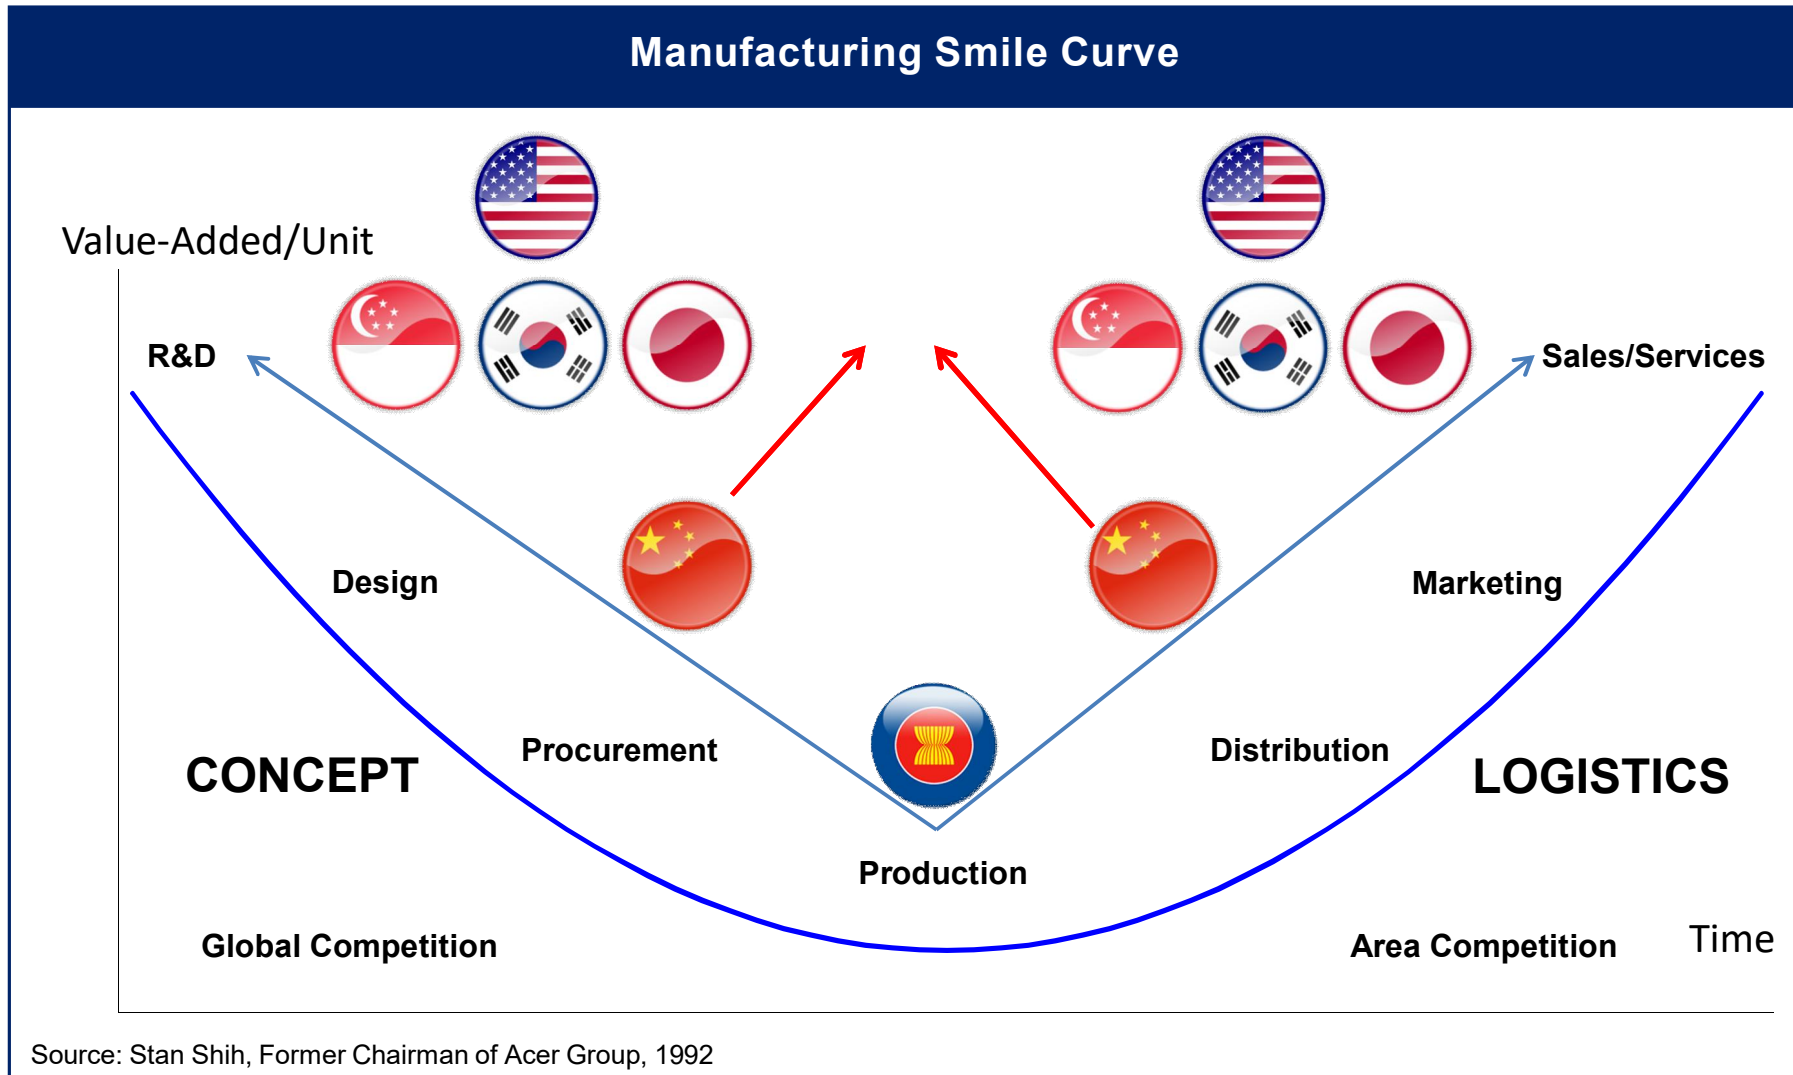 Manufacturing Smile Curve
Value-Added/Unit
R&D
Sales/Services
Design
Marketing
Procurement
Distribution
CONCEPT
LOGISTICS
Production
Global Competition
Area Competition
Time
Source: Stan Shih, Former Chairman of Acer Group, 1992